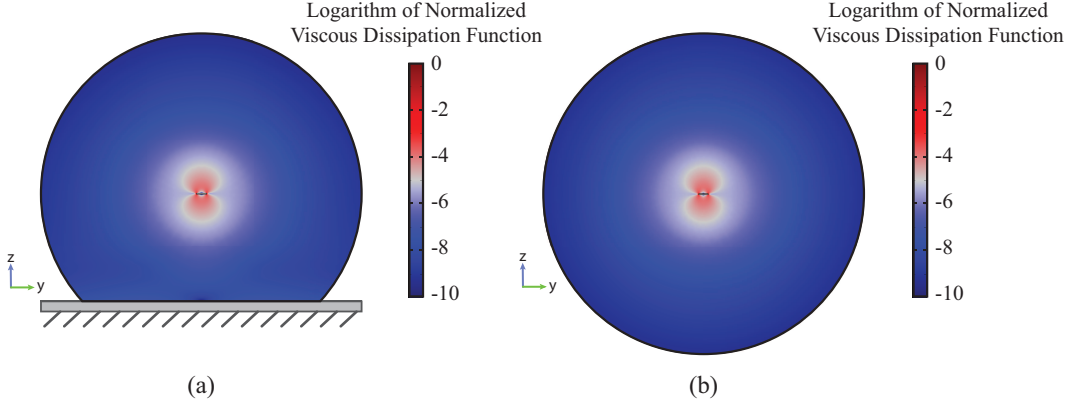 Logarithm of Normalized
Viscous Dissipation Function
0
-2
-4
-6
-8
-10
z
y
(a)
Logarithm of Normalized
Viscous Dissipation Function
0
-2
-4
-6
-8
-10
z
y
(b)